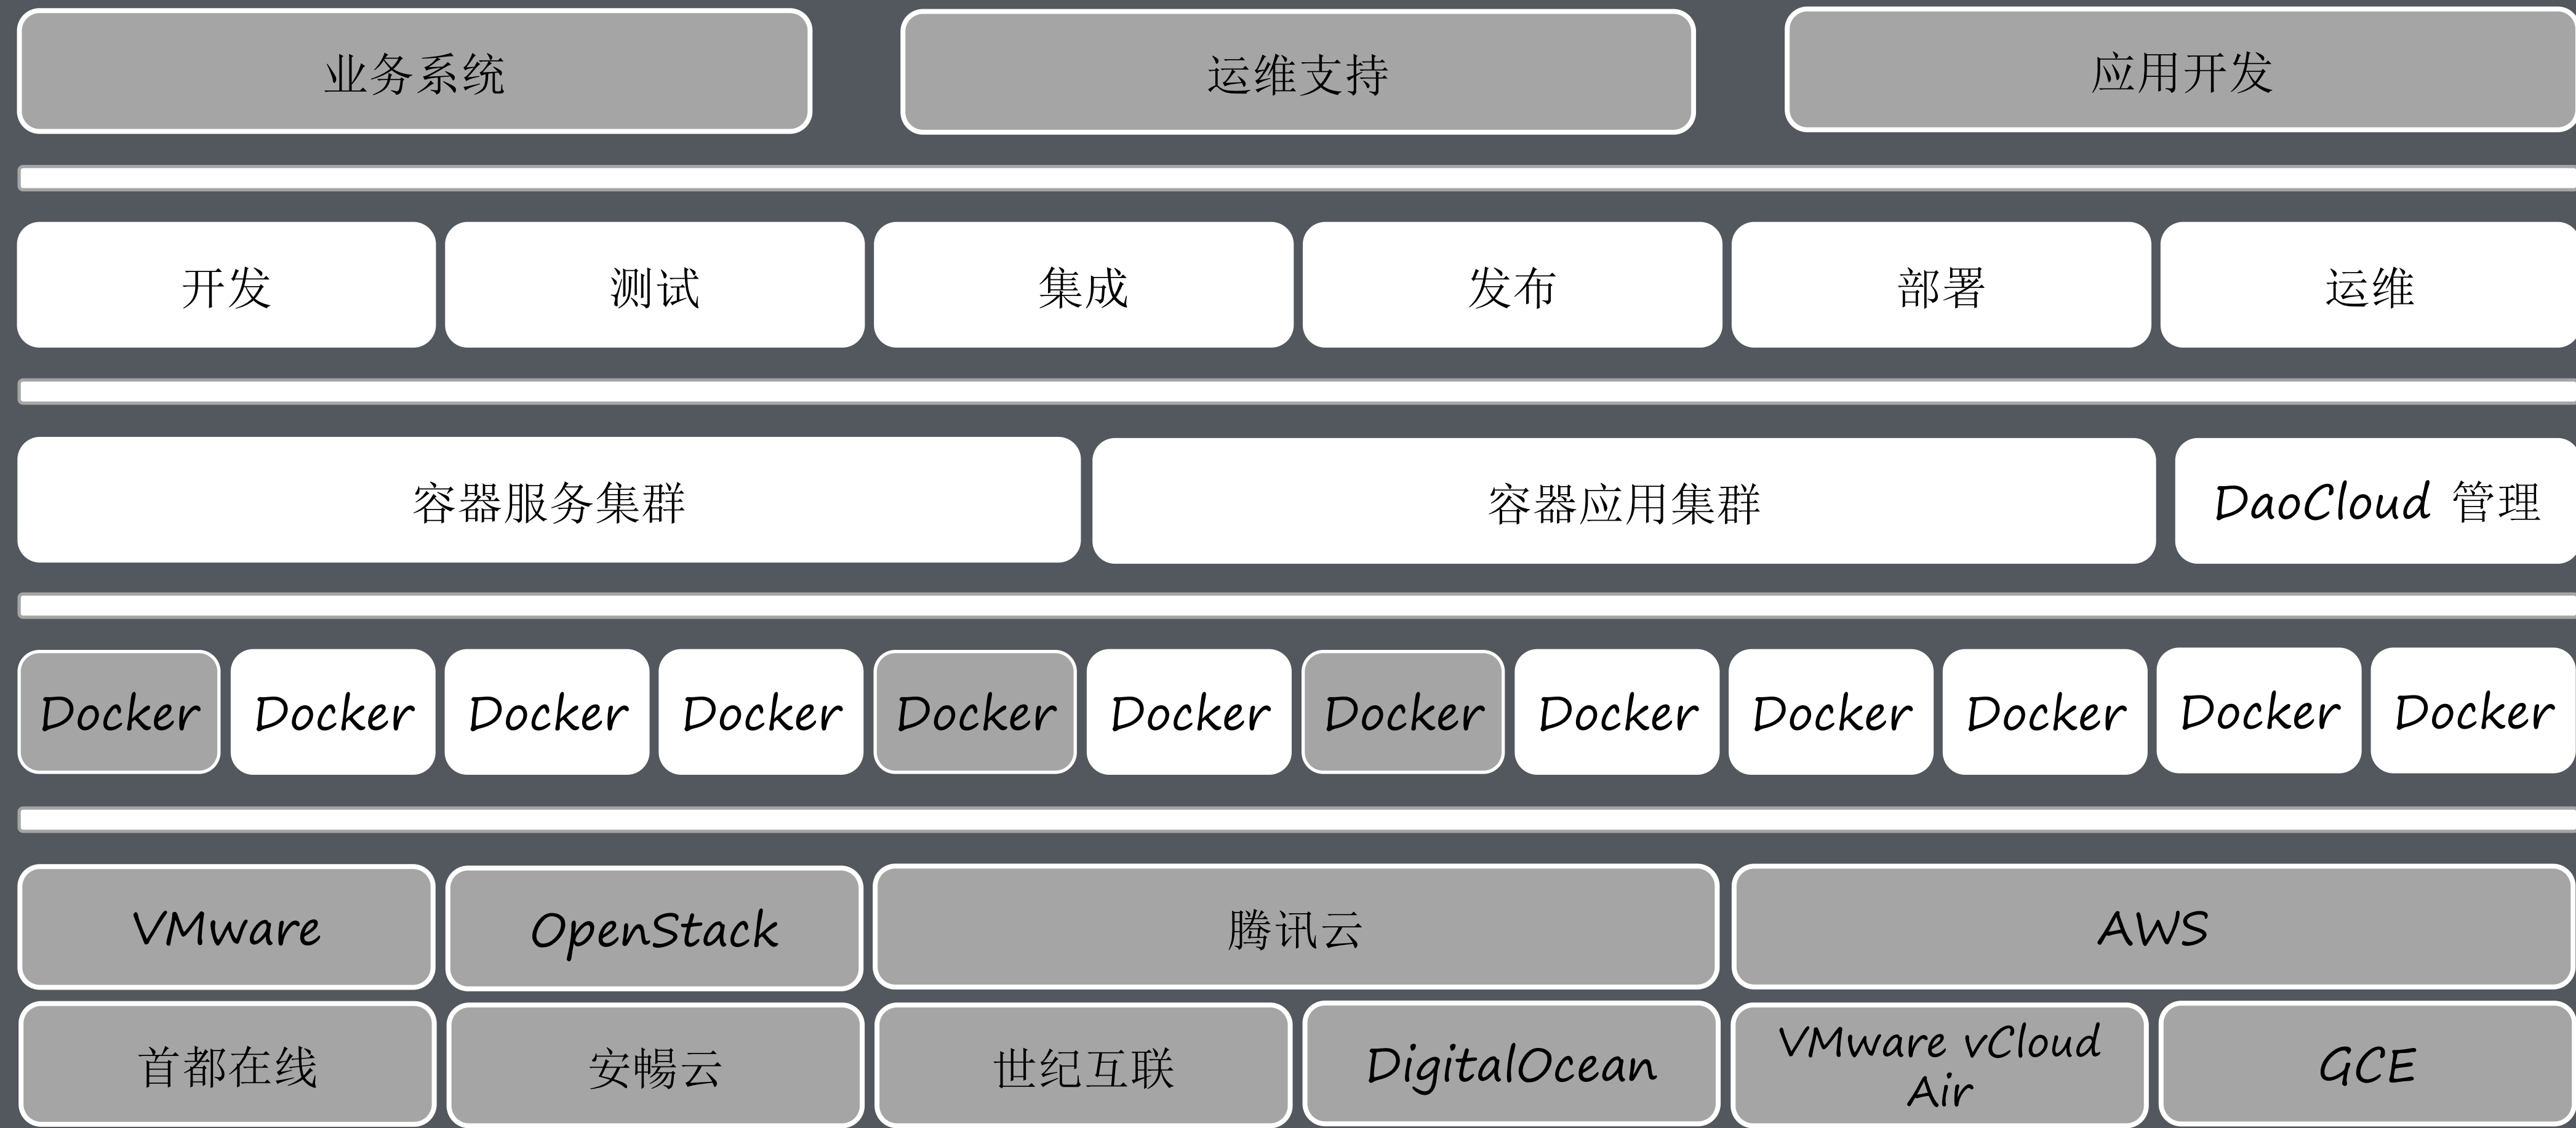 业务系统
运维支持
应用开发
开发
测试
集成
发布
部署
运维
容器服务集群
容器应用集群
DaoCloud 管理
Docker
Docker
Docker
Docker
Docker
Docker
Docker
Docker
Docker
Docker
Docker
Docker
VMware
OpenStack
腾讯云
AWS
首都在线
安暢云
世纪互联
DigitalOcean
VMware vCloud
Air
GCE